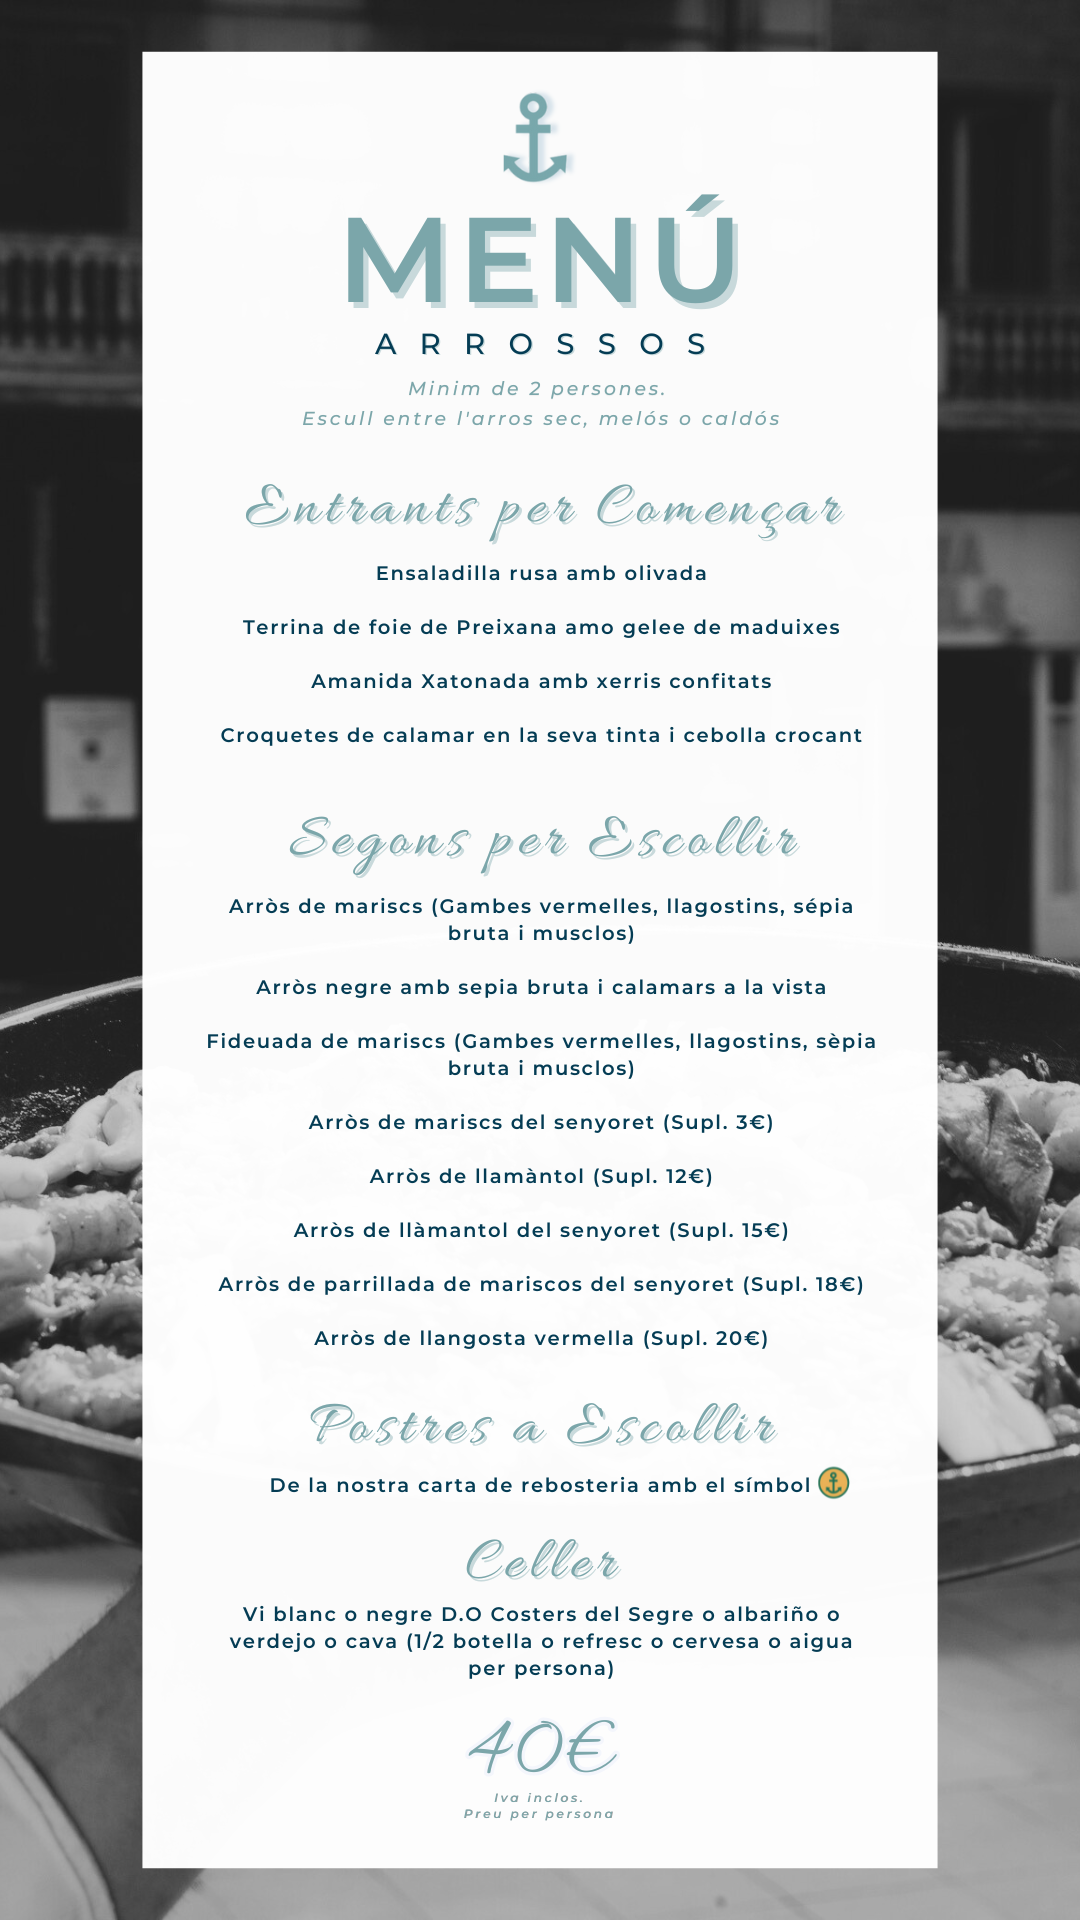 MENÚ
ARROSSOS
Minim de 2 persones.
Escull entre l'arros sec, melós o caldós
Entrants per Començar
Ensaladilla rusa amb olivada
Terrina de foie de Preixana amo gelee de maduixes
Amanida Xatonada amb xerris confitats
Croquetes de calamar en la seva tinta i cebolla crocant
Segons per Escollir
Arròs de mariscs (Gambes vermelles, llagostins, sépia
bruta i musclos)
Arròs negre amb sepia bruta i calamars a la vista
Fideuada de mariscs (Gambes vermelles, llagostins, sèpia
bruta i musclos)
Arròs de mariscs del senyoret (Supl. 3€)
Arròs de llamàntol (Supl. 12€)
Arròs de llàmantol del senyoret (Supl. 15€)
Arròs de parrillada de mariscos del senyoret (Supl. 18€)
Arròs de llangosta vermella (Supl. 20€)
Postres a Escollir
De la nostra carta de rebosteria amb el símbol
Celler
Vi blanc o negre D.O Costers del Segre o albariño o
verdejo o cava (1/2 botella o refresc o cervesa o aigua
per persona)
40€
Iva inclos.
Preu per persona